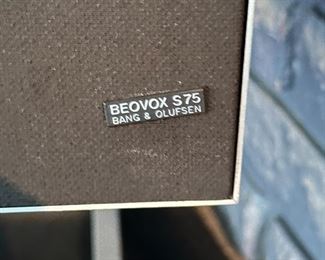 BEOVOX S75
BANG & OLUFSEN